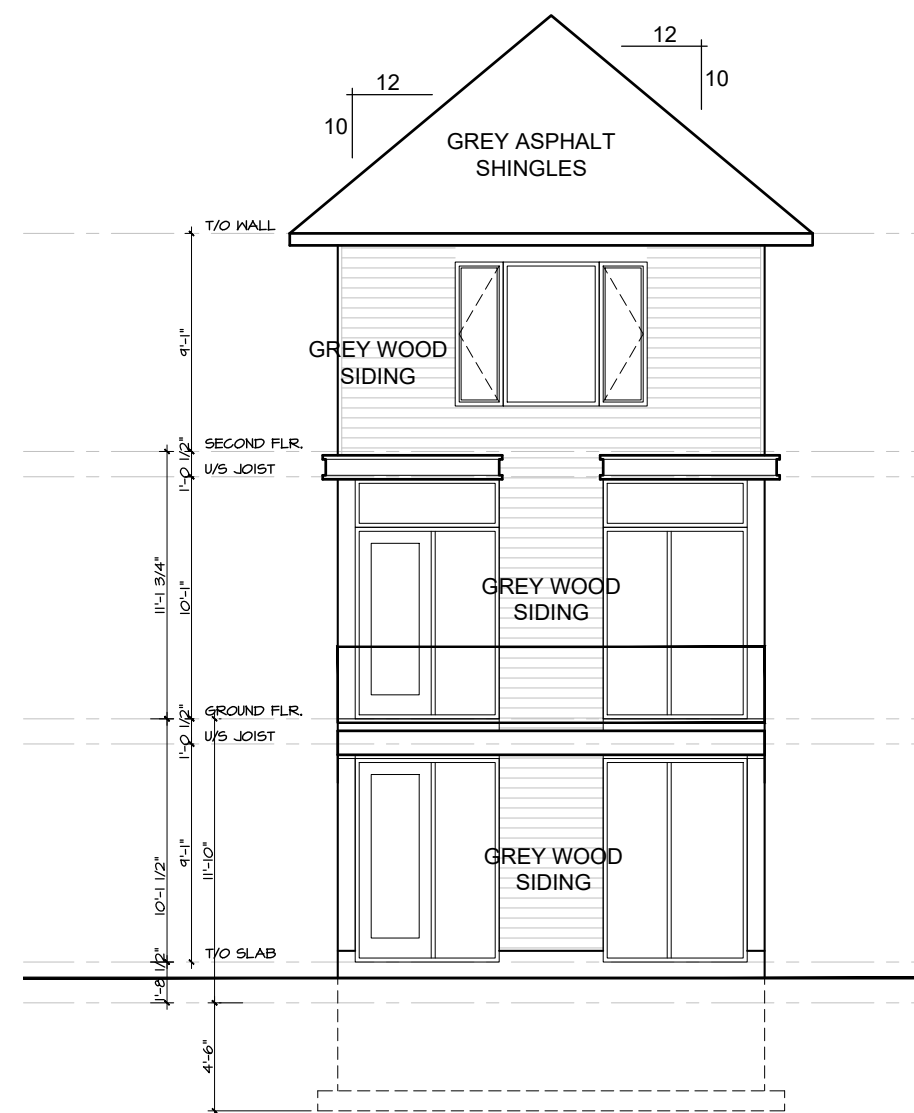 12
10
12
10
GREY ASPHALT
SHINGLES
T/O WALL
9'-1"
GREY WOOD
SIDING
SECOND FLR.
1'-0 1/2"
U/S JOIST
11'-1 3/4"
10'-1"
GREY WOOD
SIDING
GROUND FLR.
1'-0 1/2"
U/S JOIST
10'-1 1/2"
9'-1"
11'-10"
GREY WOOD
SIDING
T/O SLAB
1'-8 1/2"
4'-6"